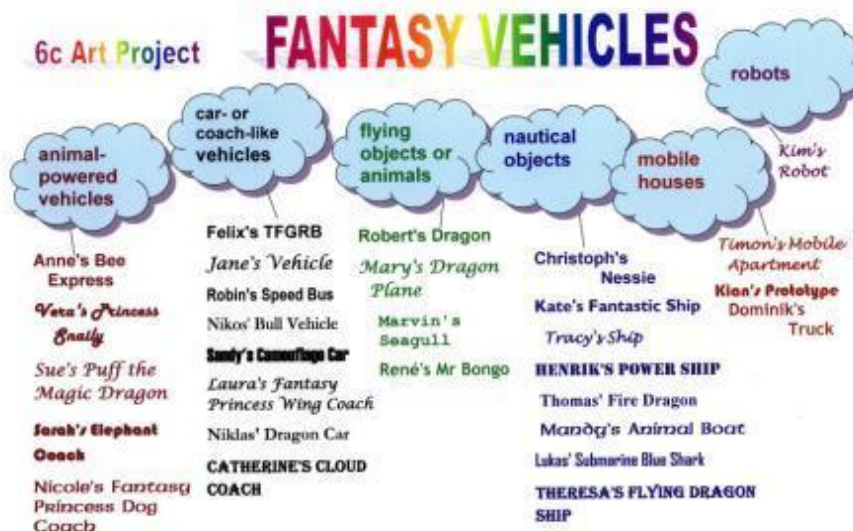 6c Art Project
FANTASY VEHICLES
animal-
powered
vehicles
Anne's Bee
Express
Vera's Princess
Snaily
Sue's Puff the
Magic Dragon
Sarah's Elephant
Coach
Nicole's Fantasy
Princess Dog
Coach
car- or
coach-like
vehicles
Felix's TFGRB
Jane's Vehicle
Robin's Speed Bus
Nikos' Bull Vehicle
Sandy's Camouflage Car
Laura's Fantasy
Princess Wing Coach
Niklas' Dragon Car
CATHERINE'S CLOUD
COACH
flying
objects or
animals
Robert's Dragon
Mary's Dragon
Plane
Marvin's
Seagull
René's Mr Bongo
nautical
objects
Christoph's
Nessie
Kate's Fantastic Ship
Tracy's Ship
HENRIK'S POWER SHIP
Thomas' Fire Dragon
Mandy's Animal Boat
Lukas' Submarine Blue Shark
THERESA'S FLYING DRAGON
SHIP
mobile
houses
Timon's Mobile
Apartment
Kian's Prototype
Dominik's
Truck
robots
Kim's
Robot